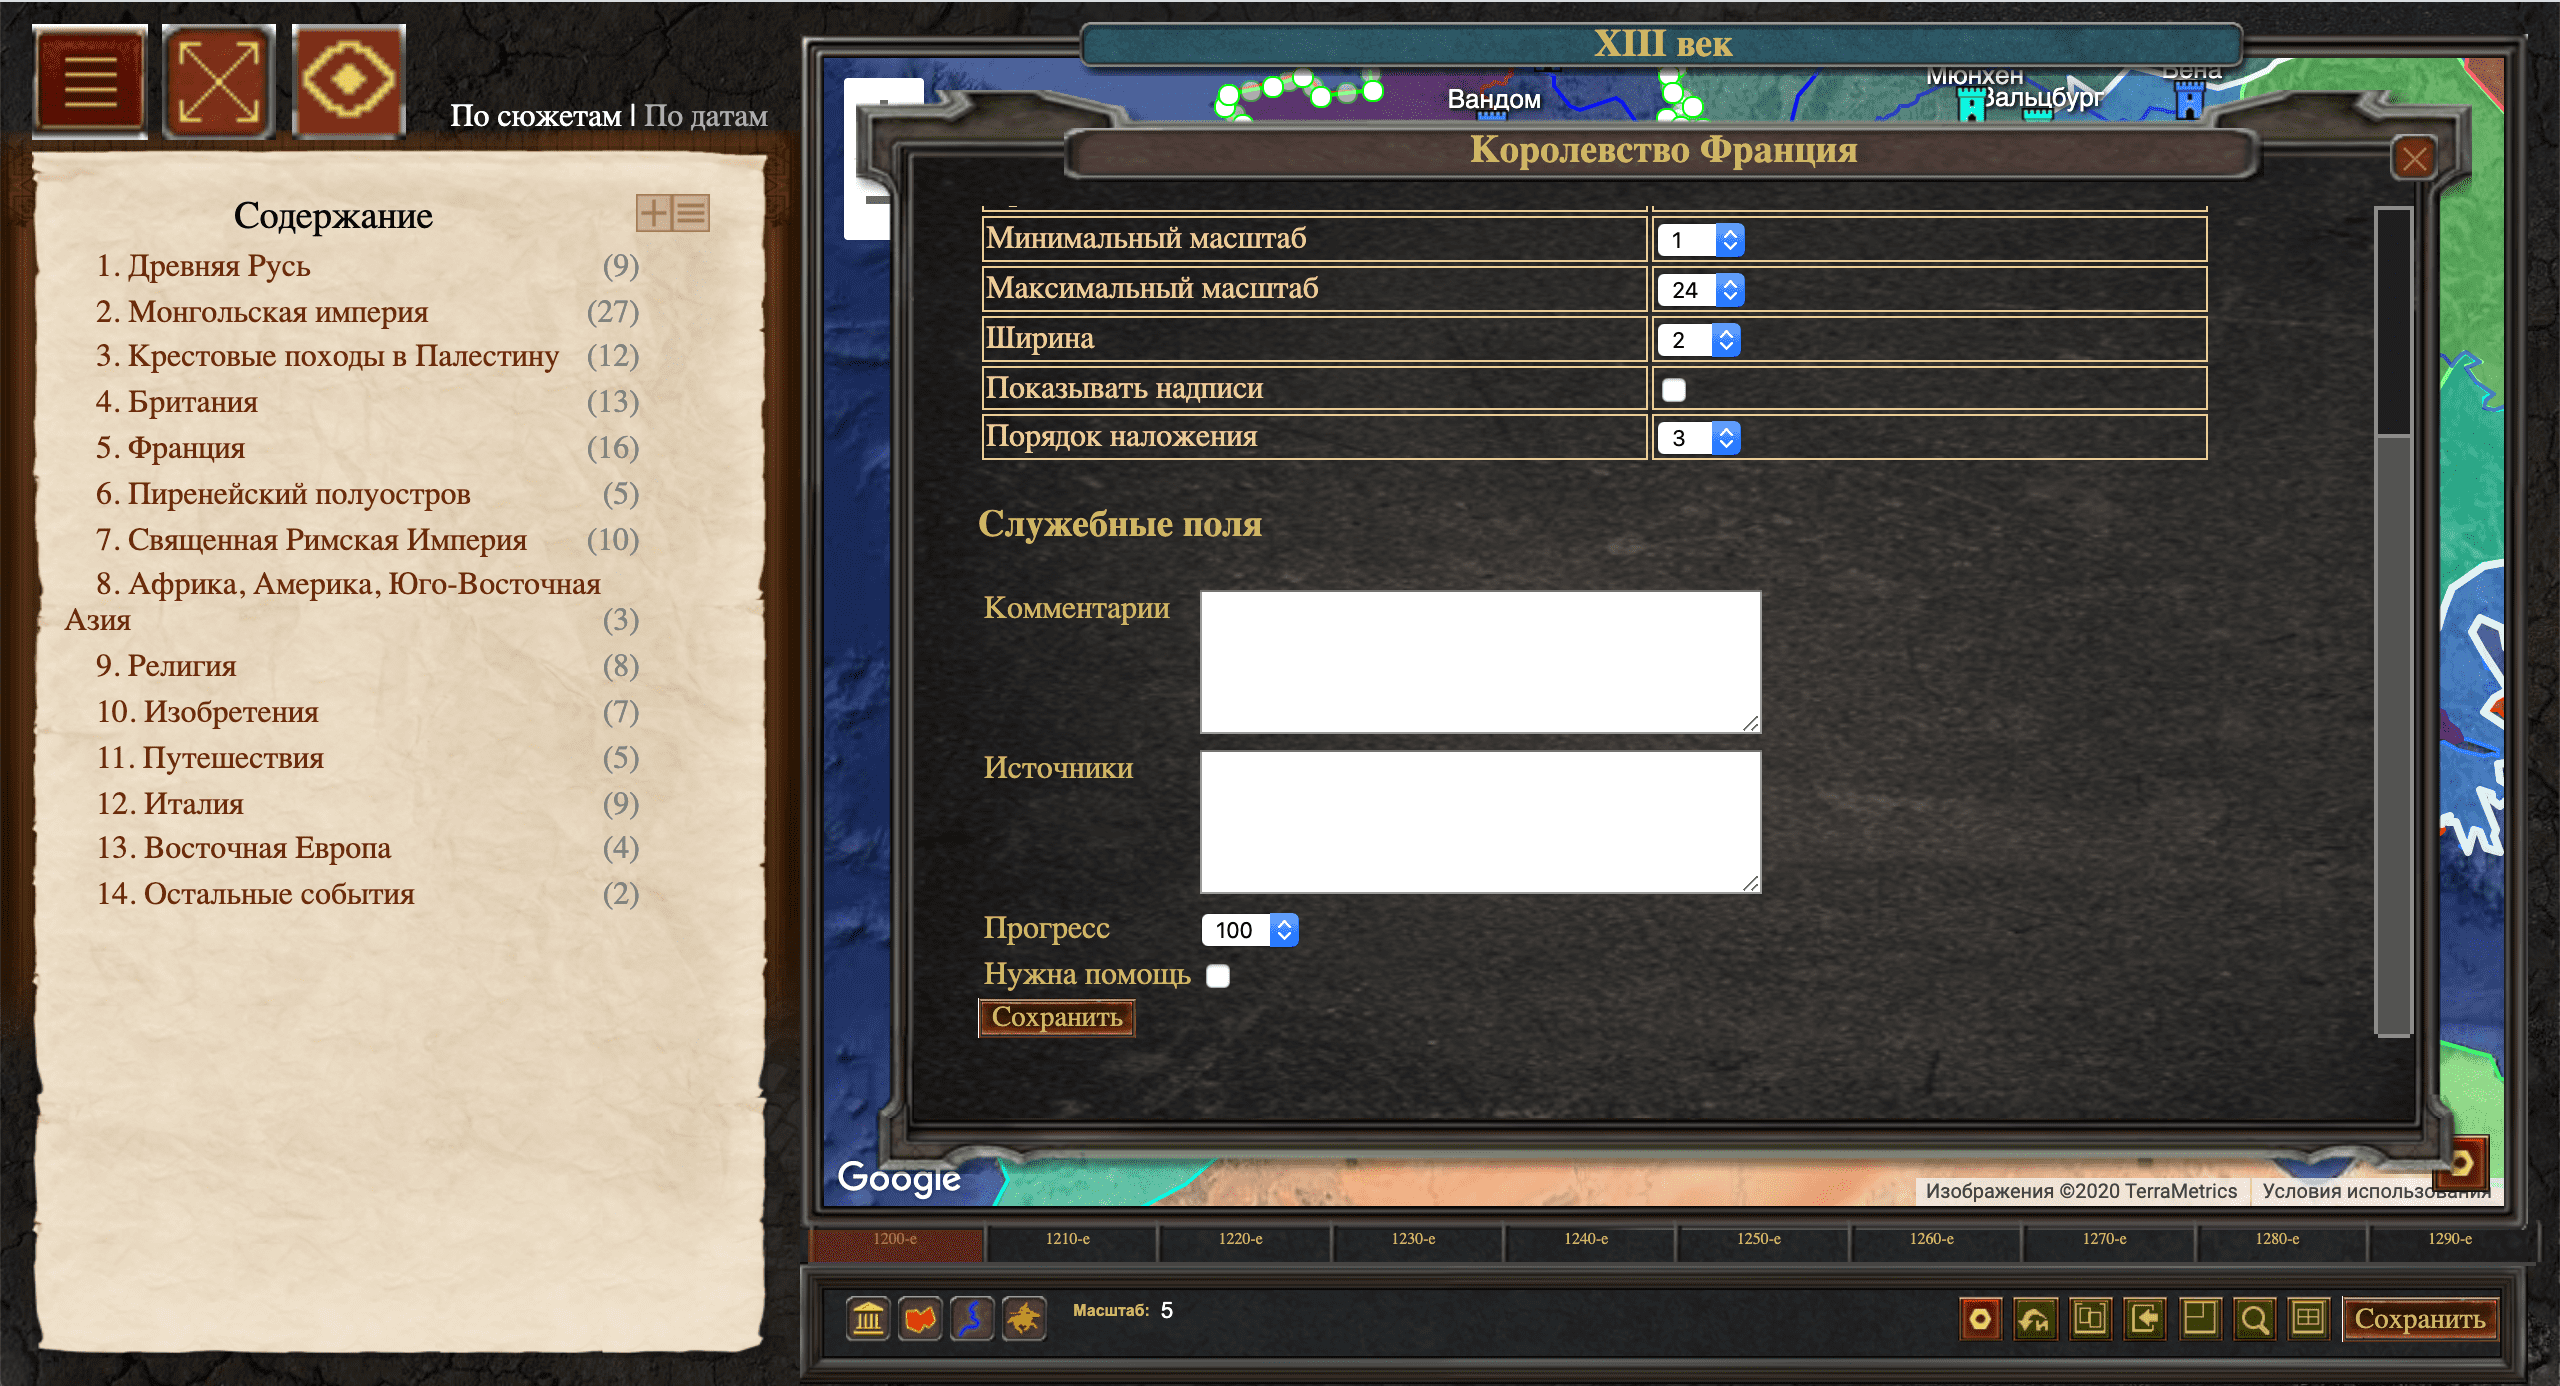 XIII век
По сюжетам | По датам
Вандом
Мюнхен
Вена
Зальцбург
Королевство Франция
Содержание
1. Древняя Русь (9)
2. Монгольская империя (27)
3. Крестовые походы в Палестину (12)
4. Британия (13)
5. Франция (16)
6. Пиренейский полуостров (5)
7. Священная Римская Империя (10)
8. Африка, Америка, Юго-Восточная
Азия (3)
9. Религия (8)
10. Изобретения (7)
11. Путешествия (5)
12. Италия (9)
13. Восточная Европа (4)
14. Остальные события (2)
Минимальный масштаб 1
Максимальный масштаб 24
Ширина 2
Показывать надписи
Порядок наложения 3
Служебные поля
Комментарии
Источники
Прогресс 100
Нужна помощь
Сохранить
Google
Изображения ©2020 TerraMetrics
Условия использования
1200-е 1210-е 1220-е 1230-е 1240-е 1250-е 1260-е 1270-е 1280-е 1290-е
Масштаб: 5
Сохранить